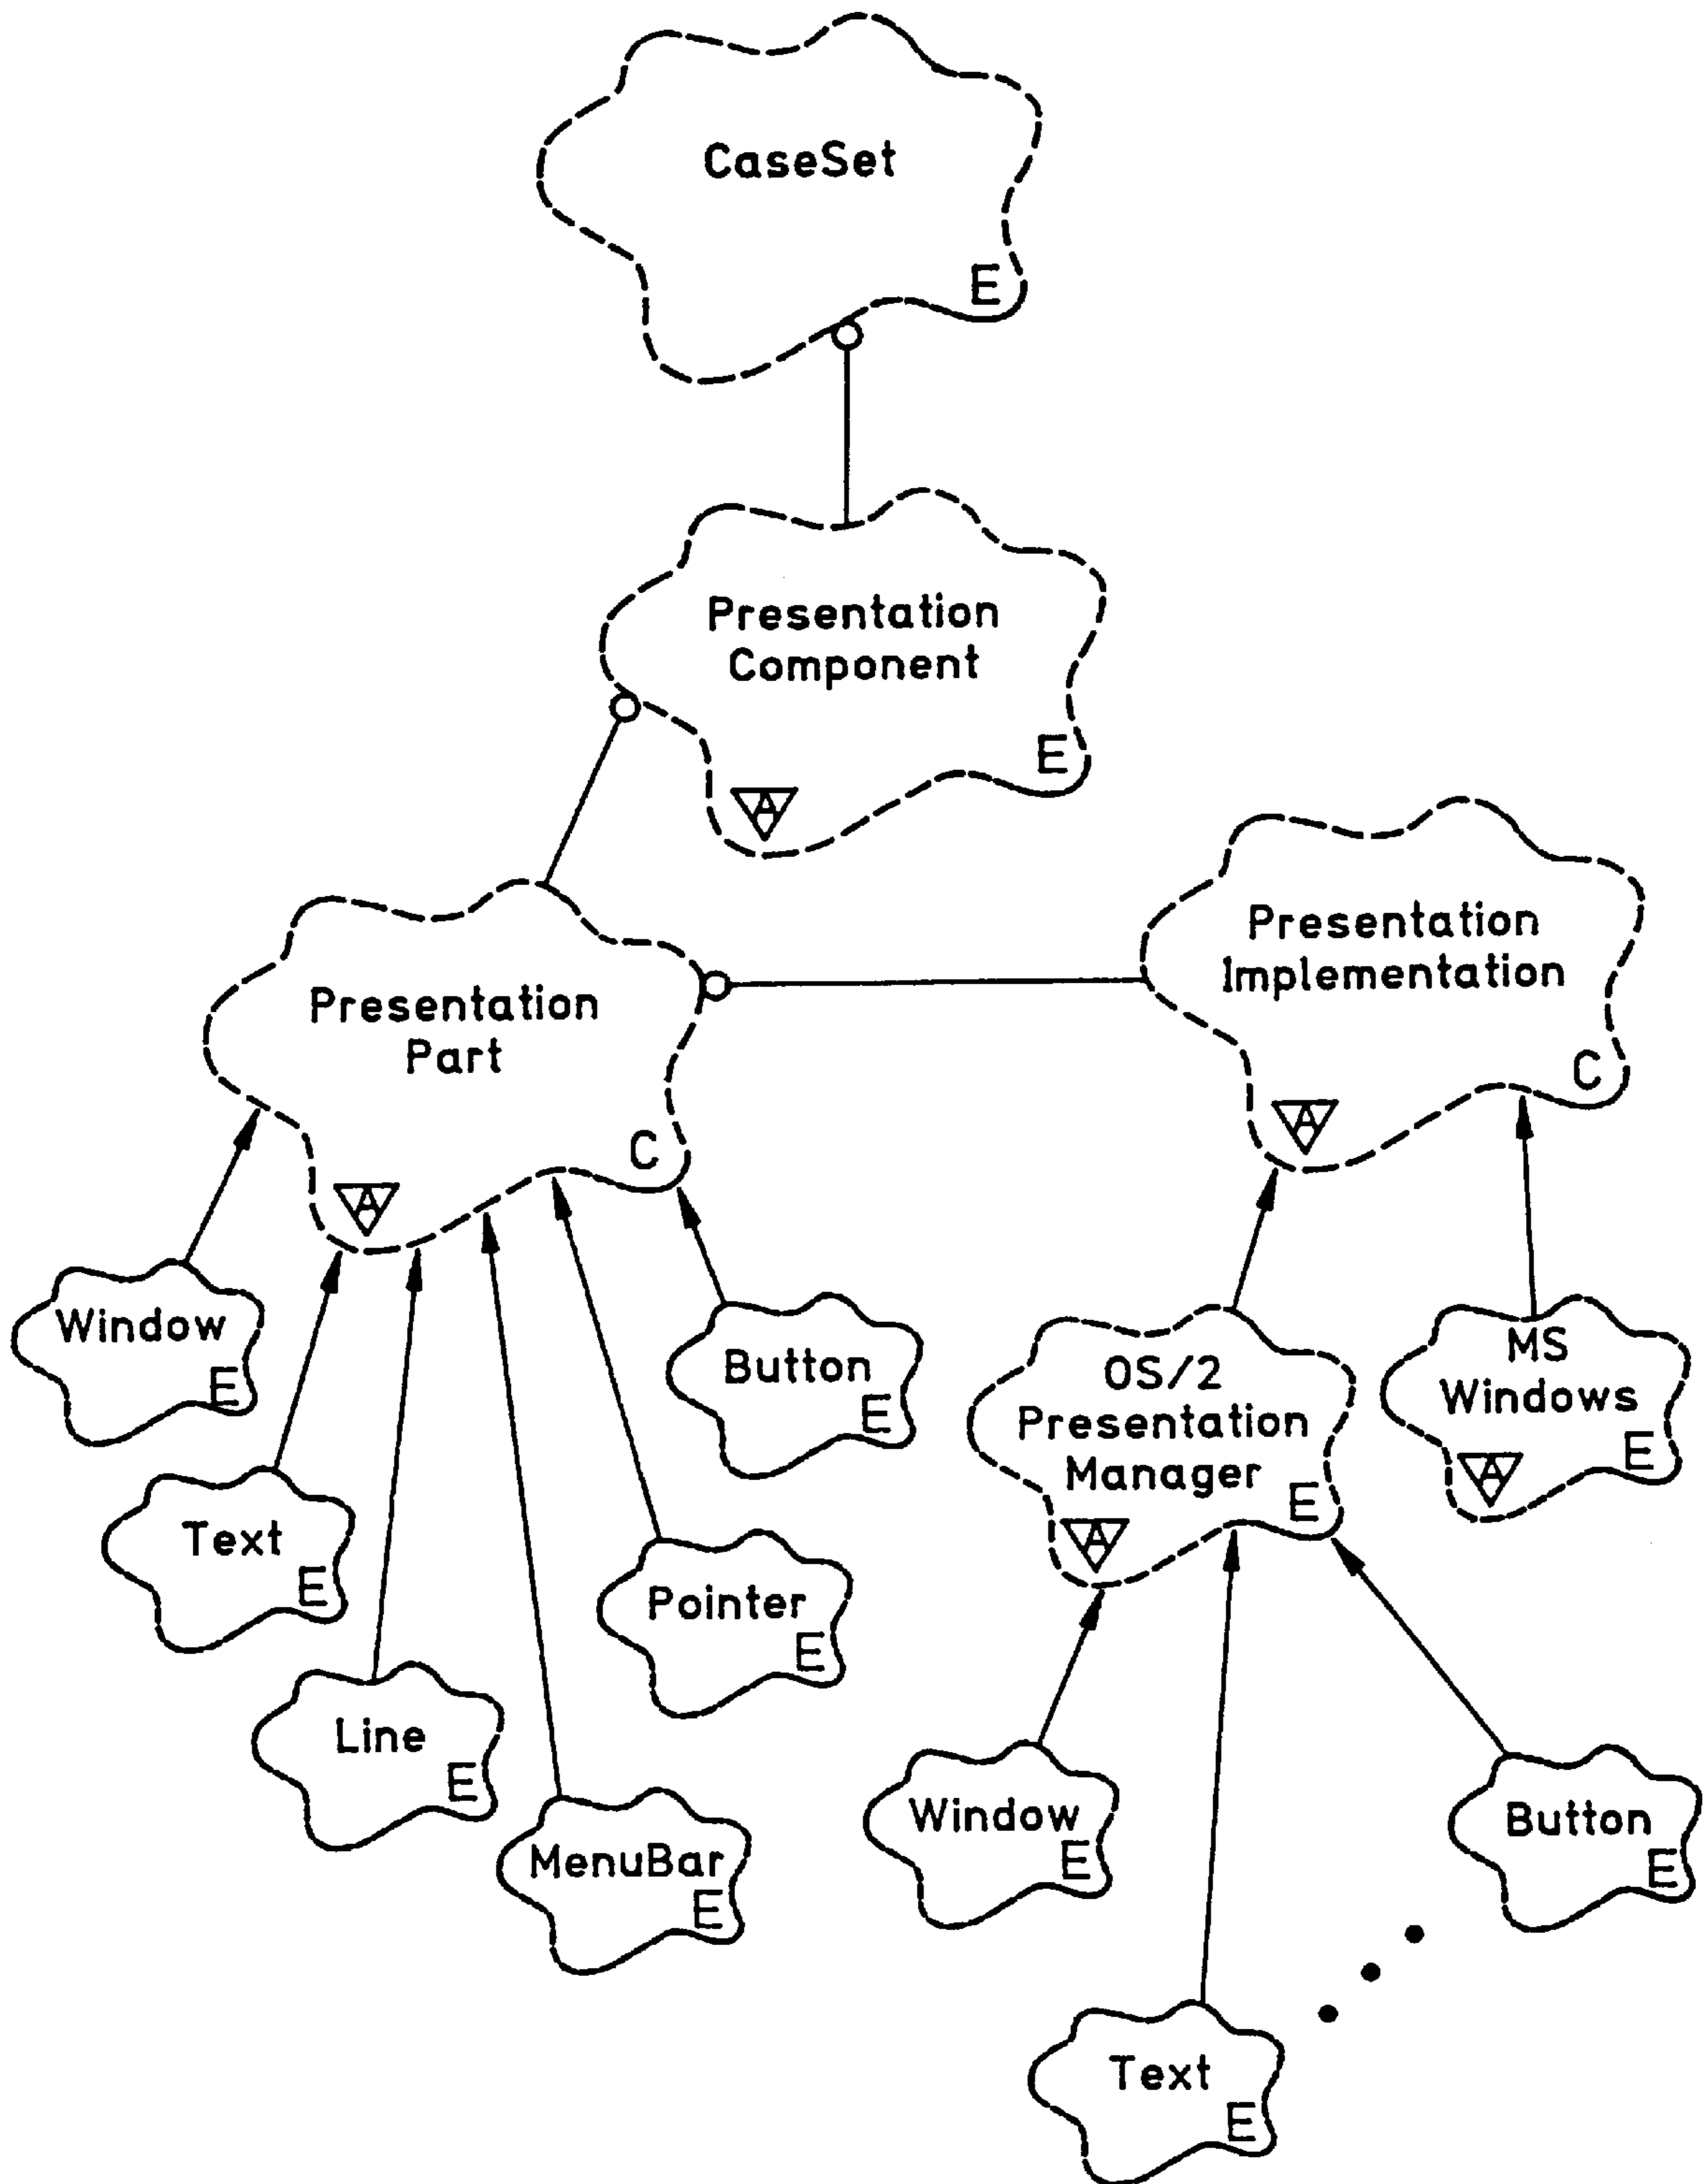 CaseSet
E
Presentation
Component
E
A
Presentation
Implementation
C
A
Presentation
Part
C
A
Window
E
Text
E
Line
E
MenuBar
E
Pointer
E
Button
E
OS/2
Presentation
Manager
E
A
MS
Windows
E
A
Window
E
Text
E
Button
E